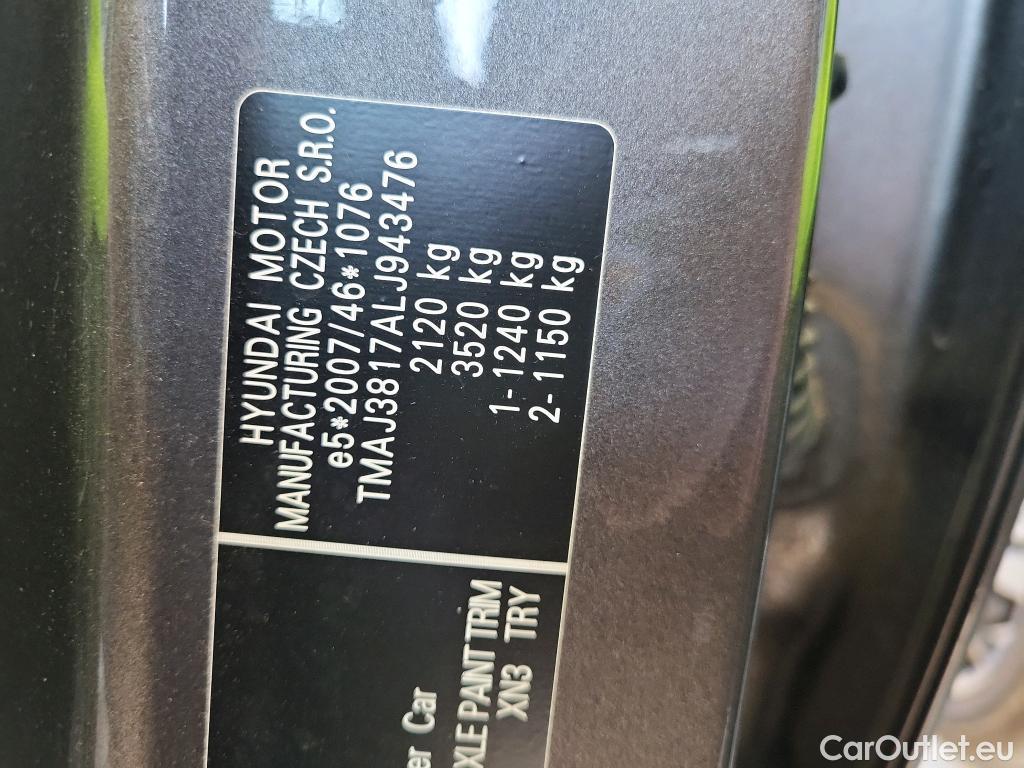 HYUNDAI MOTOR
MANUFACTURING CZECH S.R.O.
e5*2007/46*1076
TMAJ3817ALJ943476
2120 kg
3520 kg
1- 1240 kg
2- 1150 kg
er Car
XLE PAINT TRIM
XN3 TRY
CarOutlet.eu